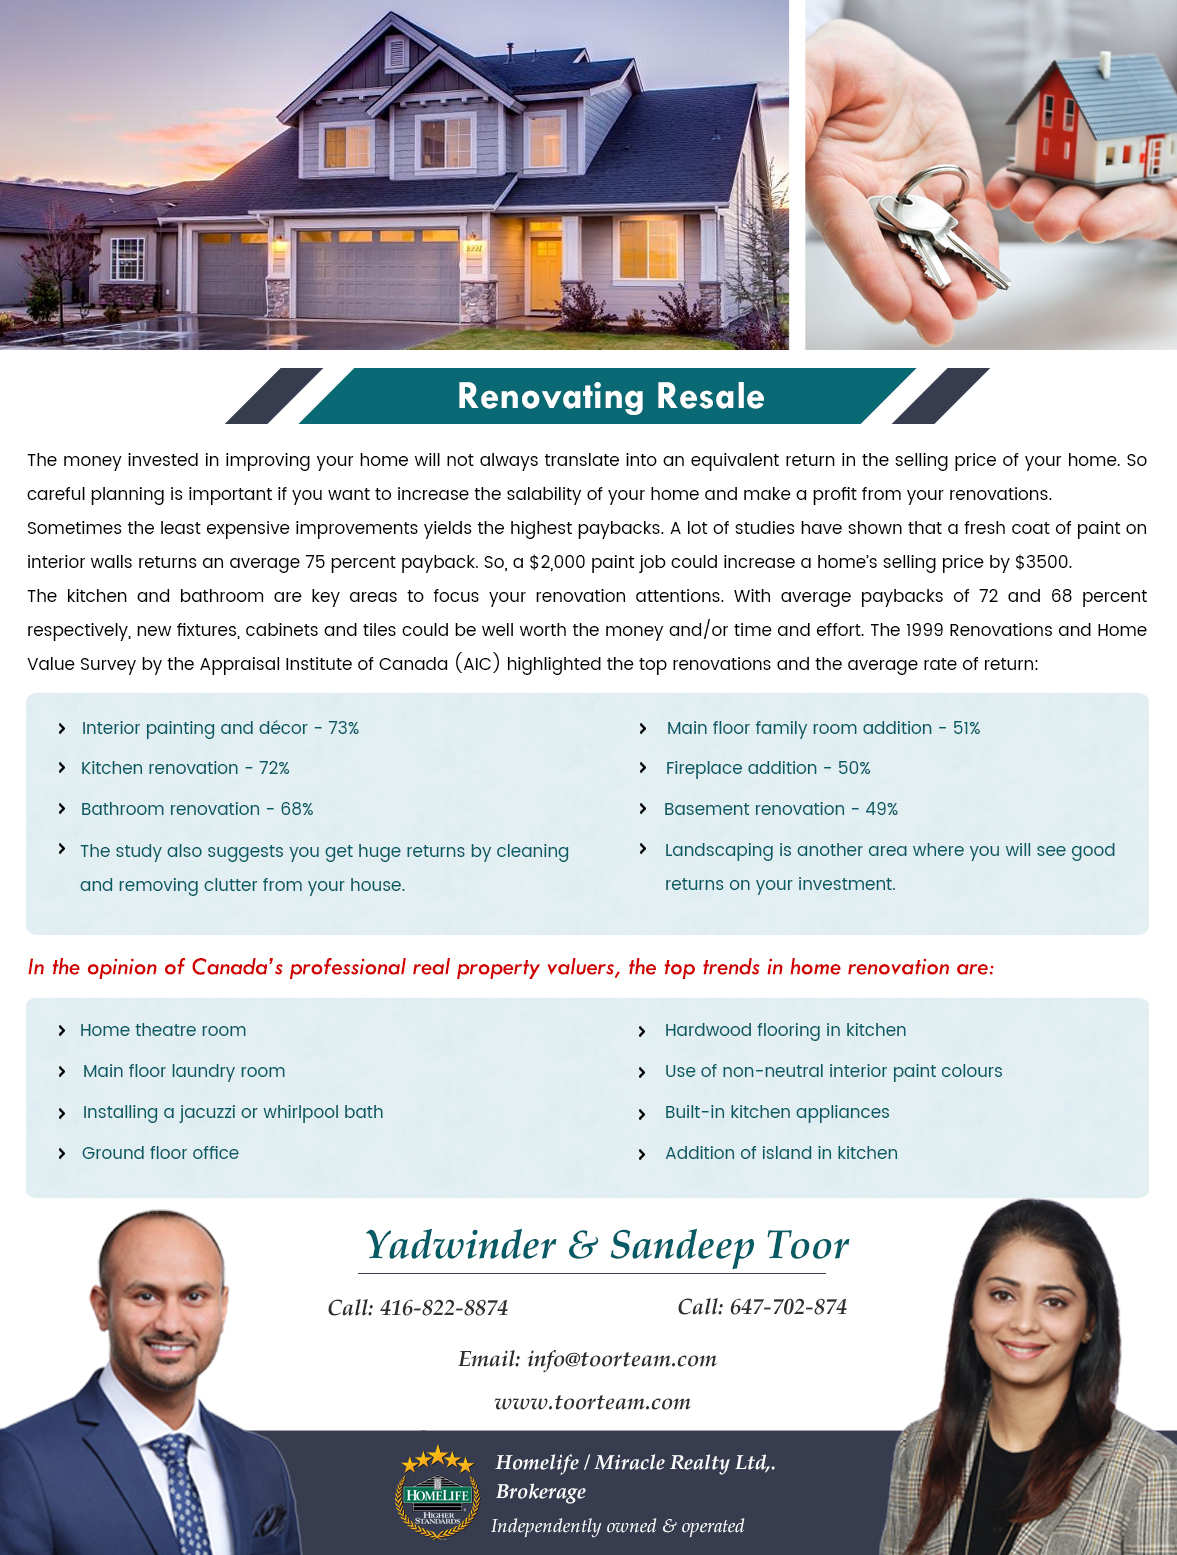 Renovating Resale
The money invested in improving your home will not always translate into an equivalent return in the selling price of your home. So
careful planning is important if you want to increase the salability of your home and make a profit from your renovations.
Sometimes the least expensive improvements yields the highest paybacks. A lot of studies have shown that a fresh coat of paint on
interior walls returns an average 75 percent payback. So, a $2,000 paint job could increase a home's selling price by $3500.
The kitchen and bathroom are key areas to focus your renovation attentions. With average paybacks of 72 and 68 percent
respectively, new fixtures, cabinets and tiles could be well worth the money and/or time and effort. The 1999 Renovations and Home
Value Survey by the Appraisal Institute of Canada (AIC) highlighted the top renovations and the average rate of return:
Interior painting and décor - 73%
Kitchen renovation - 72%
Bathroom renovation - 68%
The study also suggests you get huge returns by cleaning
and removing clutter from your house.
Main floor family room addition - 51%
Fireplace addition - 50%
Basement renovation - 49%
Landscaping is another area where you will see good
returns on your investment.
In the opinion of Canada's professional real property valuers, the top trends in home renovation are:
Home theatre room
Main floor laundry room
Installing a jacuzzi or whirlpool bath
Ground floor office
Hardwood flooring in kitchen
Use of non-neutral interior paint colours
Built-in kitchen appliances
Addition of island in kitchen
Yadwinder & Sandeep Toor
Call: 416-822-8874
Call: 647-702-874
Email: info@toorteam.com
www.toorteam.com
HOMELIFE
HIGHER
STANDARDS
Homelife / Miracle Realty Ltd,.
Brokerage
Independently owned & operated